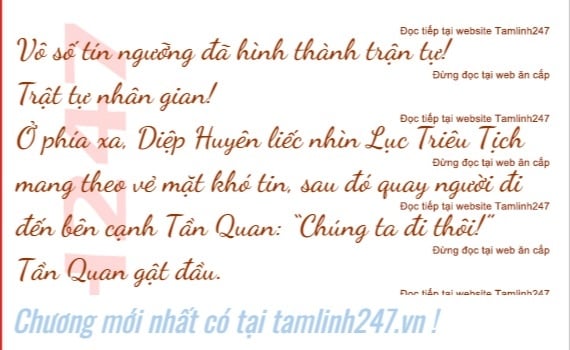 Đọc tiếp tại website Tamlinh247
Vô số tín ngưỡng đã hình thành trận tự!
Đừng đọc tại web ăn cắp
Trật tự nhân gian!
Đọc tiếp tại website Tamlinh247
Ở phía xa, Diệp Huyên liếc nhìn Lục Triêu Tịch
Đừng đọc tại web ăn cắp
mang theo vẻ mặt khó tin, sau đó quay người đi
Đọc tiếp tại website Tamlinh247
đến bên cạnh Tần Quan: “Chúng ta đi thôi!”
Đừng đọc tại web ăn cắp
Tần Quan gật đầu.
Đọc tiếp tại website Tamlinh247
Chương mới nhất có tại tamlinh247.vn !